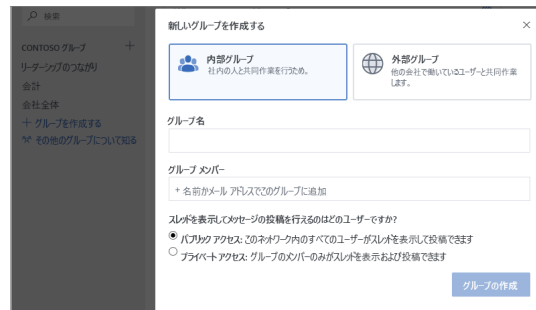 検索
CONTOSO グループ
リーダーシップのつながり
会計
会社全体
グループを作成する
その他のグループについて知る
新しいグループを作成する
内部グループ
社内の人と共同作業を行うため。
外部グループ
他の会社で働いているユーザーと共同作業
します。
グループ名
グループ メンバー
+ 名前かメール アドレスでこのグループに追加
スレッドを表示してメッセージの投稿を行えるのはどのユーザーですか?
パブリック アクセス: このネットワーク内のすべてのユーザーがスレッドを表示して投稿できます
プライベート アクセス: グループのメンバーのみがスレッドを表示および投稿できます
グループの作成